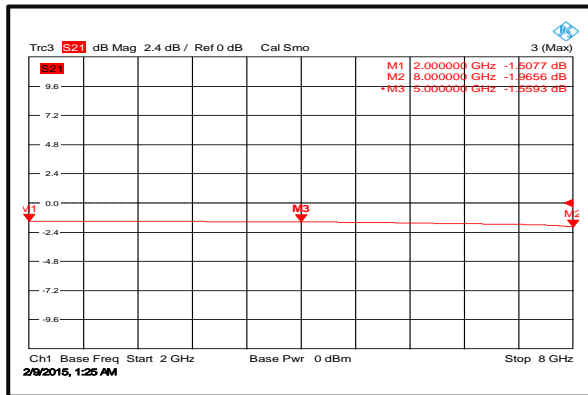 Trc3 S21 dB Mag 2.4 dB / Ref 0 dB Cal Smo 3 (Max)
S21
M1 2.000000 GHz -1.5077 dB
M2 8.000000 GHz -1.9656 dB
•M3 5.000000 GHz -1.5593 dB
9.6
7.2
4.8
2.4
0.0
M1
M3
M2
-2.4
-4.8
-7.2
-9.6
Ch1 Base Freq Start 2 GHz Base Pwr 0 dBm Stop 8 GHz
2/9/2015, 1:25 AM